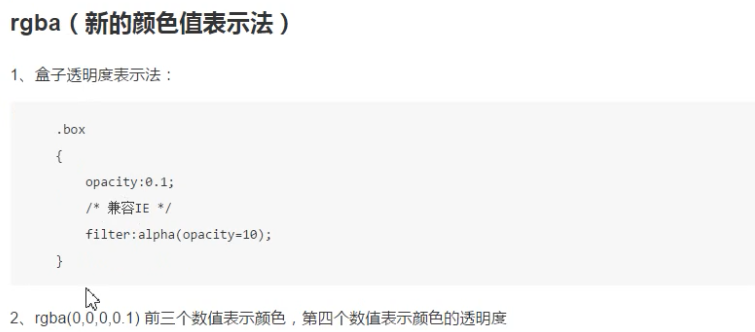 rgba（新的颜色值表示法）
1、盒子透明度表示法：
.box
{
opacity:0.1;
/* 兼容IE */
filter:alpha(opacity=10);
}
2、rgba(0,0,0,0.1) 前三个数值表示颜色，第四个数值表示颜色的透明度